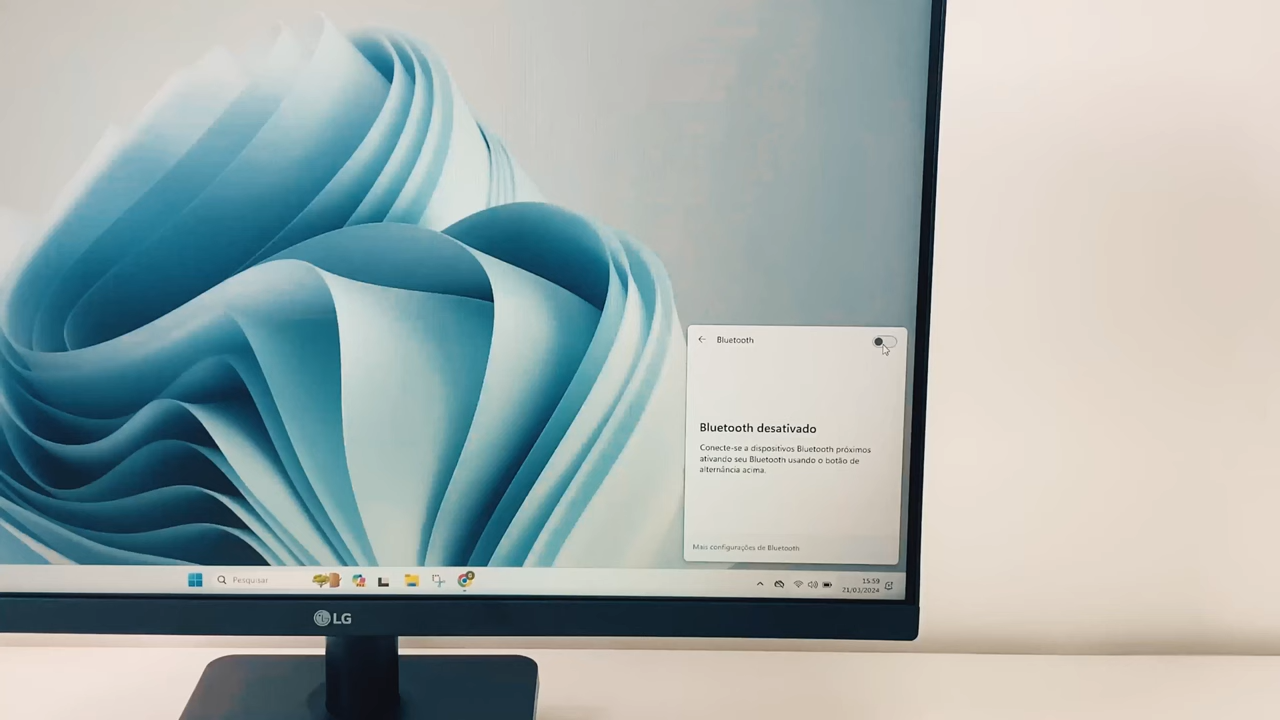 Bluetooth
Bluetooth desativado
Conecte-se a dispositivos Bluetooth próximos
ativando seu Bluetooth usando o botão de
alternância acima.
Mais configurações de Bluetooth
Pesquisar
15:59
21/03/2024
LG